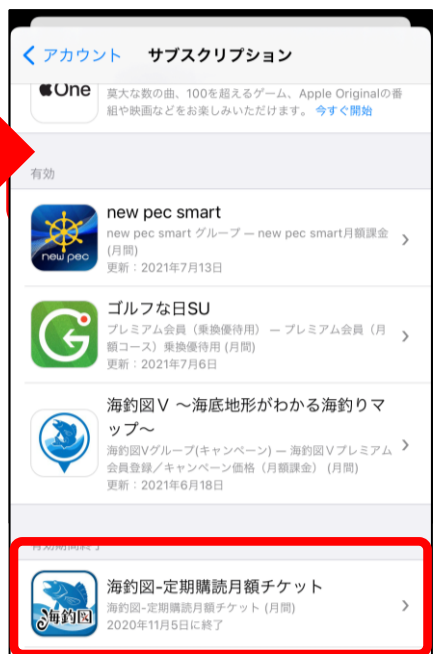 アカウント サブスクリプション
One
莫大な数の曲、100を超えるゲーム、Apple Originalの番
組や映画などをお楽しみいただけます。 今すぐ開始
有効
new pec smart
new pec
new pec smart グループ — new pec smart月額課金
(月間)
更新：2021年7月13日
ゴルフな日SU
プレミアム会員（乗換優待用） — プレミアム会員（月
額コース）乗換優待用 (月間)
更新：2021年7月6日
海釣図Ｖ ～海底地形がわかる海釣りマ
ップ～
海釣図Vグループ(キャンペーン) — 海釣図Ｖプレミアム
会員登録／キャンペーン価格（月額課金） (月間)
更新：2021年6月18日
有効期間終了
海釣図-定期購読月額チケット
海釣図
海釣図-定期購読月額チケット (月間)
2020年11月5日に終了